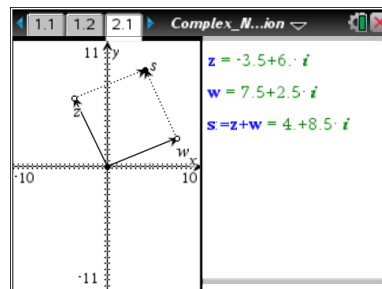 1.1 1.2 2.1 Complex_N...ion
11 y
s
z
w
x
-10 10
-11
z = -3.5+6.· i
w = 7.5+2.5· i
s:=z+w = 4.+8.5· i